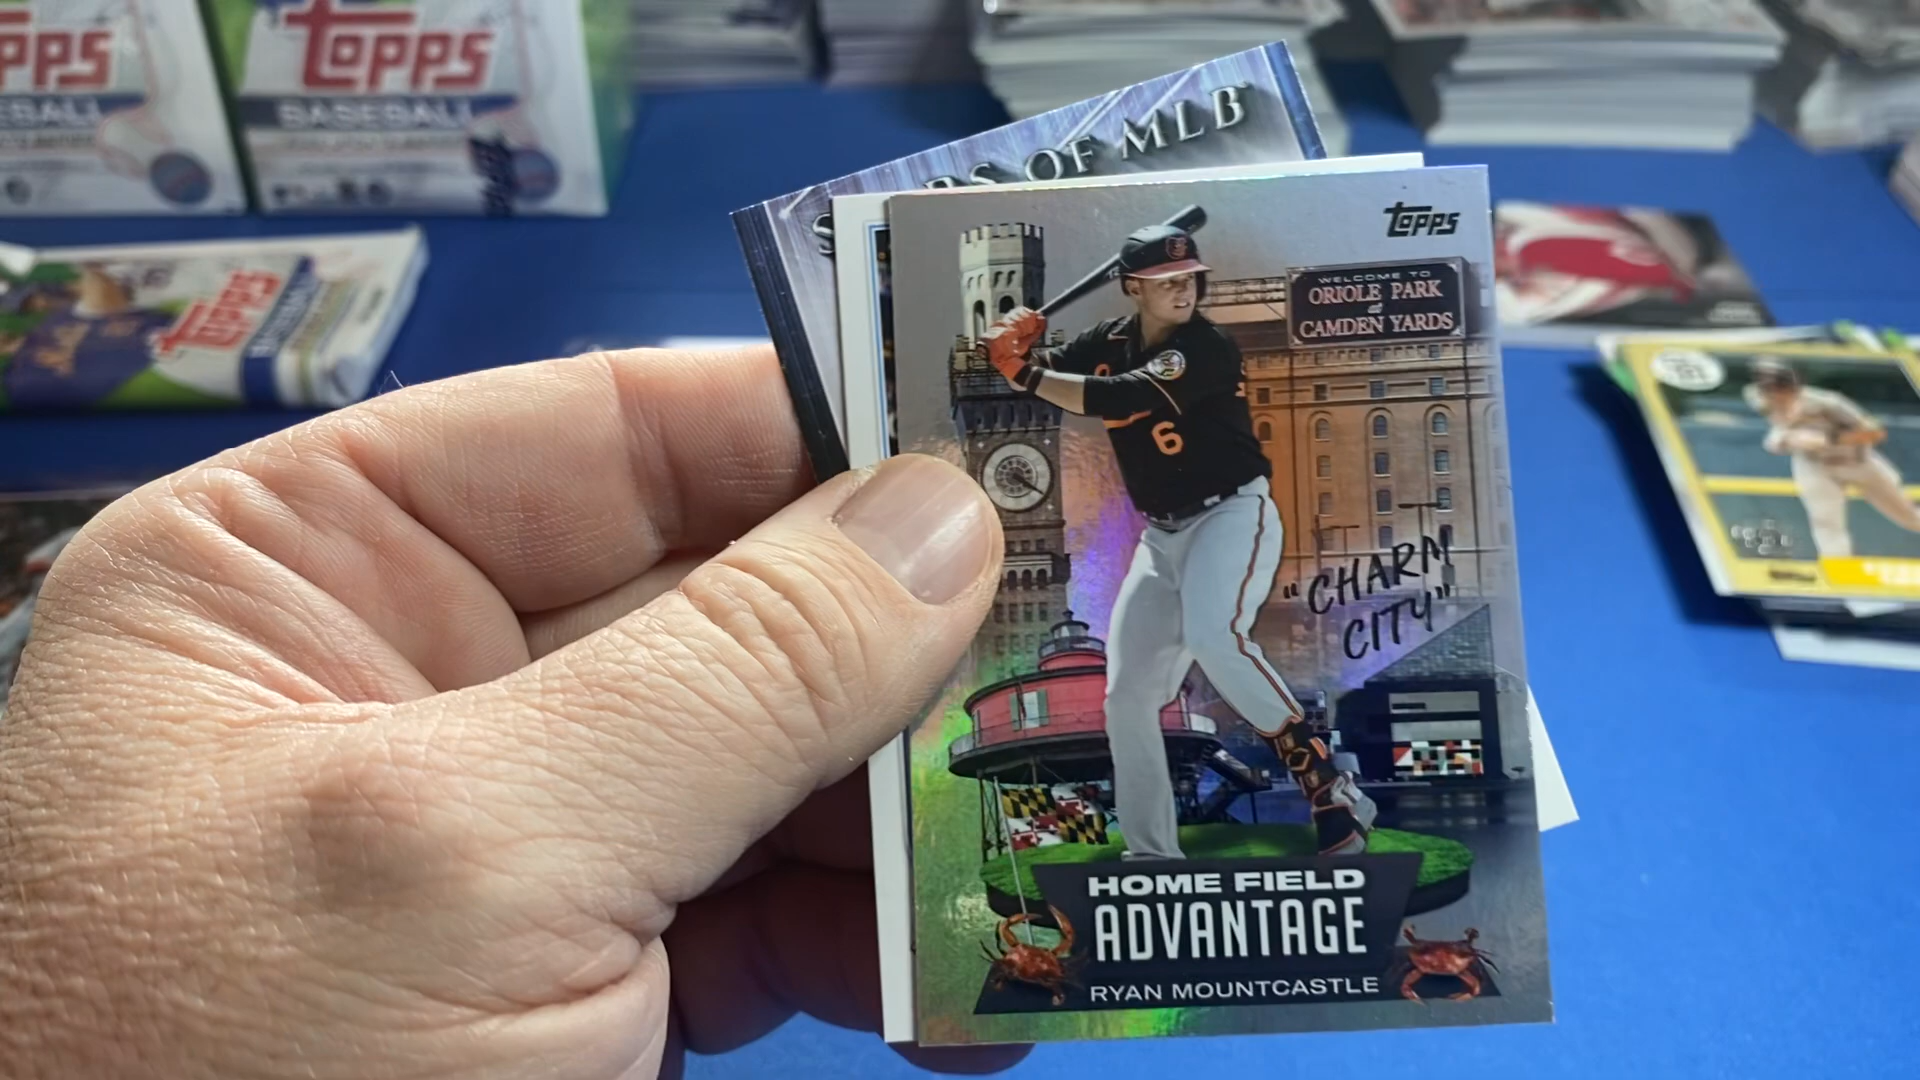 TOPPS
BASEBALL
TOPPS
BASEBALL
TOPPS
OF MLB
TOPPS
WELCOME TO
ORIOLE PARK
at
CAMDEN YARDS
6
"CHARM
CITY"
HOME FIELD
ADVANTAGE
RYAN MOUNTCASTLE